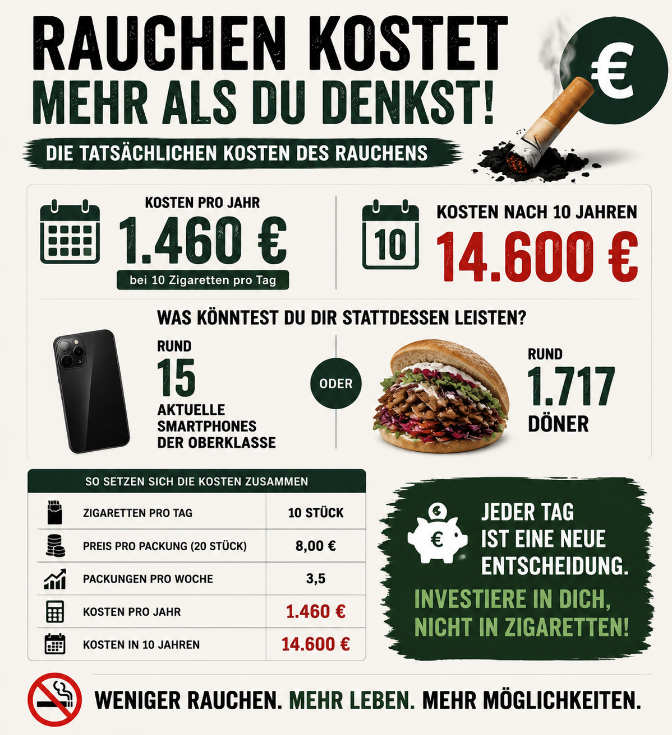 RAUCHEN KOSTET
MEHR ALS DU DENKST!
€
DIE TATSÄCHLICHEN KOSTEN DES RAUCHENS
KOSTEN PRO JAHR
1.460 €
bei 10 Zigaretten pro Tag
10
KOSTEN NACH 10 JAHREN
14.600 €
WAS KÖNNTEST DU DIR STATTDESSEN LEISTEN?
RUND
15
AKTUELLE
SMARTPHONES
DER OBERKLASSE
ODER
RUND
1.717
DÖNER
SO SETZEN SICH DIE KOSTEN ZUSAMMEN
ZIGARETTEN PRO TAG 10 STÜCK
PREIS PRO PACKUNG (20 STÜCK) 8,00 €
PACKUNGEN PRO WOCHE 3,5
KOSTEN PRO JAHR 1.460 €
KOSTEN IN 10 JAHREN 14.600 €
€
€
JEDER TAG
IST EINE NEUE
ENTSCHEIDUNG.
INVESTIERE IN DICH,
NICHT IN ZIGARETTEN!
WENIGER RAUCHEN. MEHR LEBEN. MEHR MÖGLICHKEITEN.